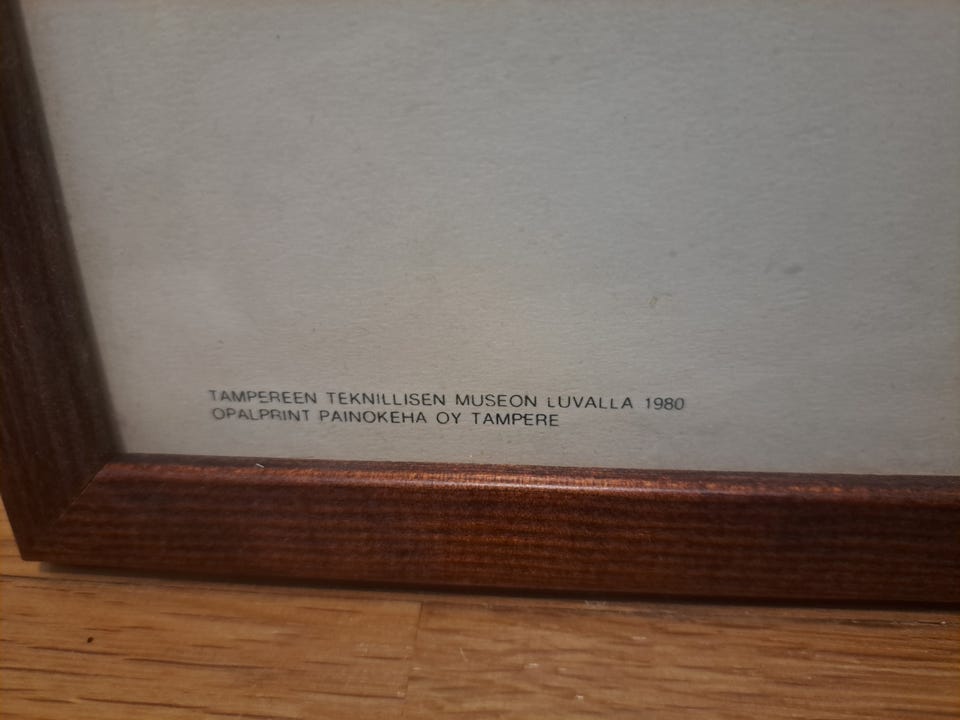 TAMPEREEN TEKNILLISEN MUSEON LUVALLA 1980
OPALPRINT PAINOKEHA OY TAMPERE